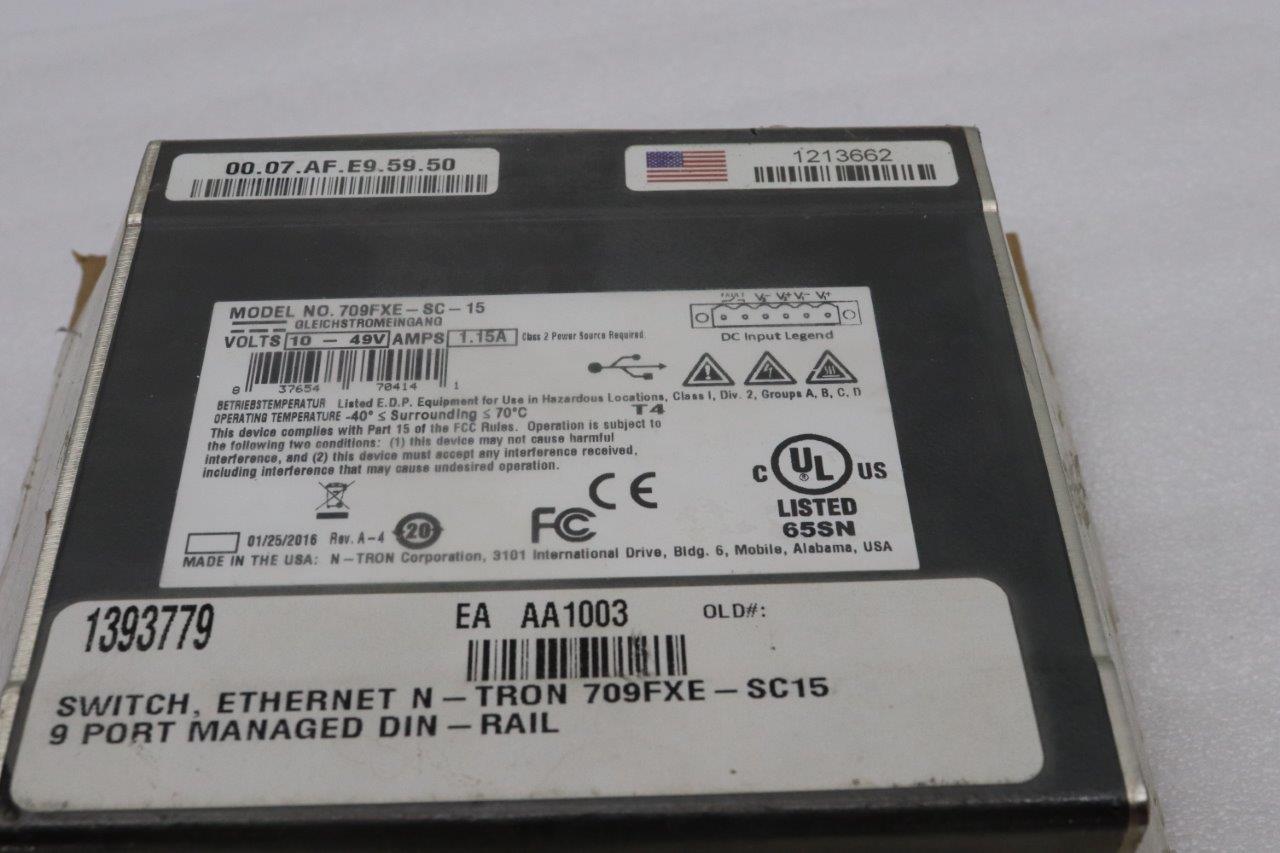 00.07.AF.E9.59.50
1213662
MODEL NO. 709FXE-SC-15
GLEICHSTROMEINGANG
VOLTS 10 - 49V AMPS 1.15A Class 2 Power Source Required.
FAULT V2- V2+ V1- V1+
DC Input Legend
8 37654 70414 1
BETRIEBSTEMPERATUR Listed E.D.P. Equipment for Use in Hazardous Locations, Class I, Div. 2, Groups A, B, C, D
OPERATING TEMPERATURE -40° ≤ Surrounding ≤ 70°C T4
This device complies with Part 15 of the FCC Rules. Operation is subject to
the following two conditions: (1) this device may not cause harmful
interference, and (2) this device must accept any interference received,
including interference that may cause undesired operation.
CE
FC
C UL US
®
LISTED
65SN
01/25/2016 Rev. A-4 20
MADE IN THE USA: N-TRON Corporation, 3101 International Drive, Bldg. 6, Mobile, Alabama, USA
1393779 EA AA1003 OLD#:
SWITCH, ETHERNET N-TRON 709FXE-SC15
9 PORT MANAGED DIN-RAIL